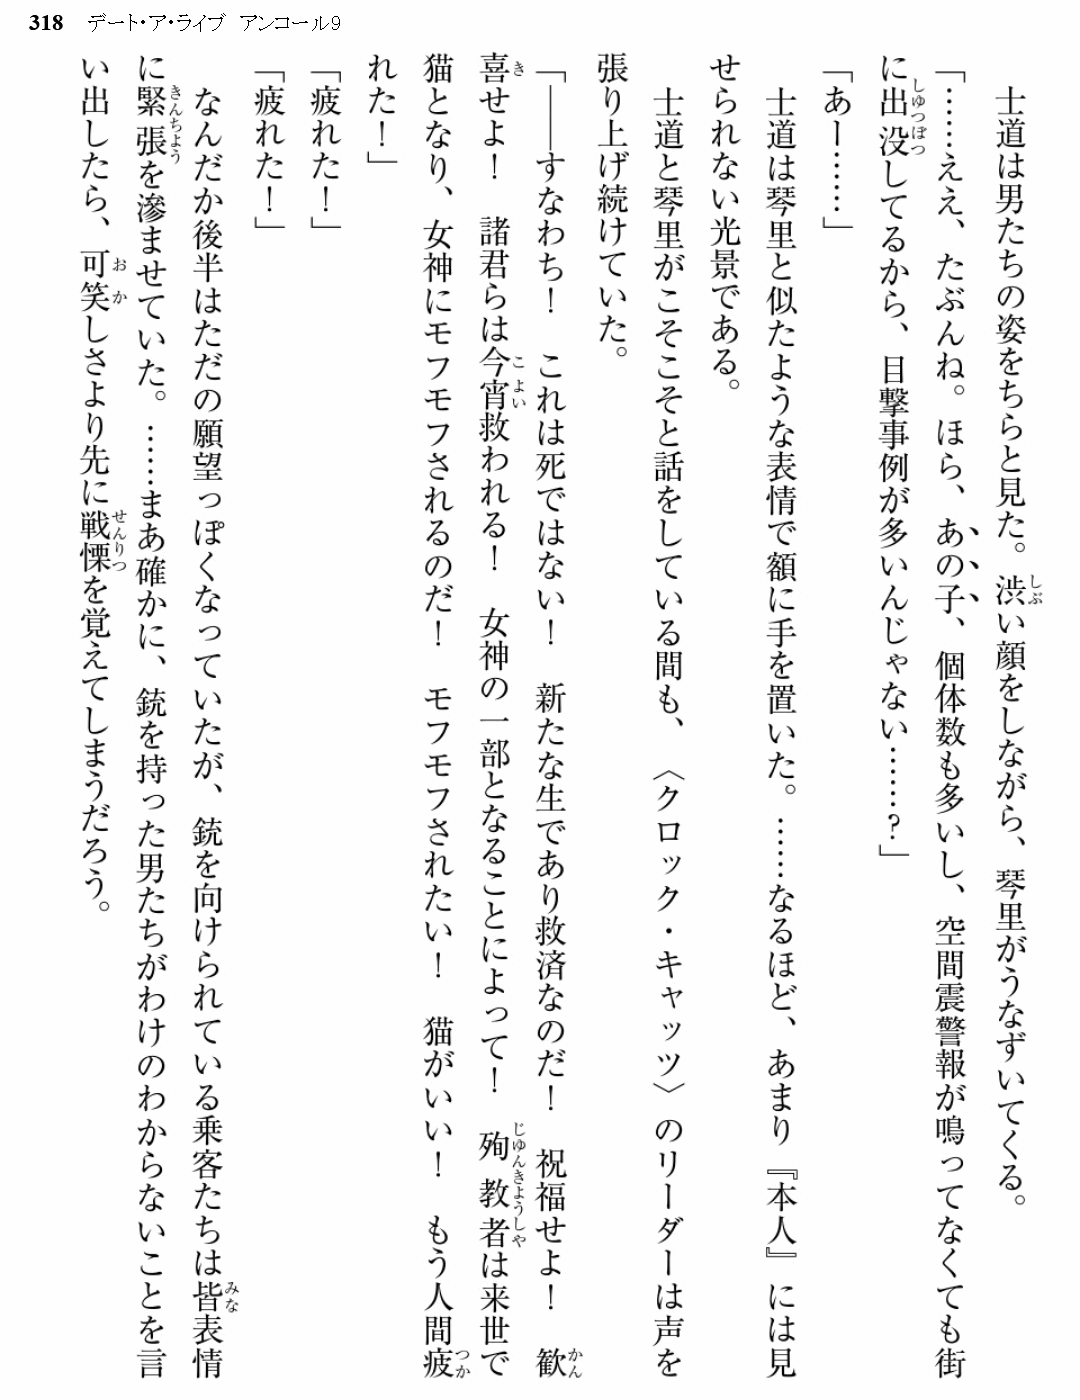 318 デート・ア・ライブ アンコール9
　士道は男たちの姿をちらと見た。渋い顔をしながら、琴里がうなずいてくる。
「……ええ、たぶんね。ほら、あの子、個体数も多いし、空間震警報が鳴ってなくても街
に出没してるから、目撃事例が多いんじゃない……？」
「あー……」
　士道は琴里と似たような表情で額に手を置いた。……なるほど、あまり『本人』には見
せられない光景である。
　士道と琴里がこそこそと話をしている間も、〈クロック・キャッツ〉のリーダーは声を
張り上げ続けていた。
「――すなわち！　これは死ではない！　新たな生であり救済なのだ！　祝福せよ！　歓
喜せよ！　諸君らは今宵救われる！　女神の一部となることによって！　殉教者は来世で
猫となり、女神にモフモフされるのだ！　モフモフされたい！　猫がいい！　もう人間疲
れた！」
「疲れた！」
「疲れた！」
　なんだか後半はただの願望っぽくなっていたが、銃を向けられている乗客たちは皆表情
に緊張を滲ませていた。……まあ確かに、銃を持った男たちがわけのわからないことを言
い出したら、可笑しさより先に戦慄を覚えてしまうだろう。